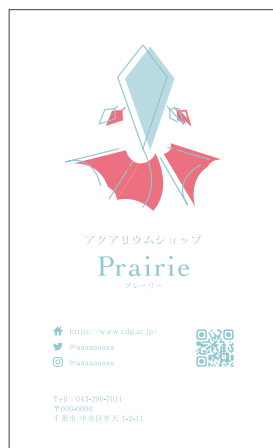 アクアリウムショップ
Prairie
プレーリー
https://www.cdg.ac.jp/
@aaaaaaaaa
@aaaaaaaaa
Tell : 043-290-7011
〒000-0000
千葉市 中央区弁天 1-2-11